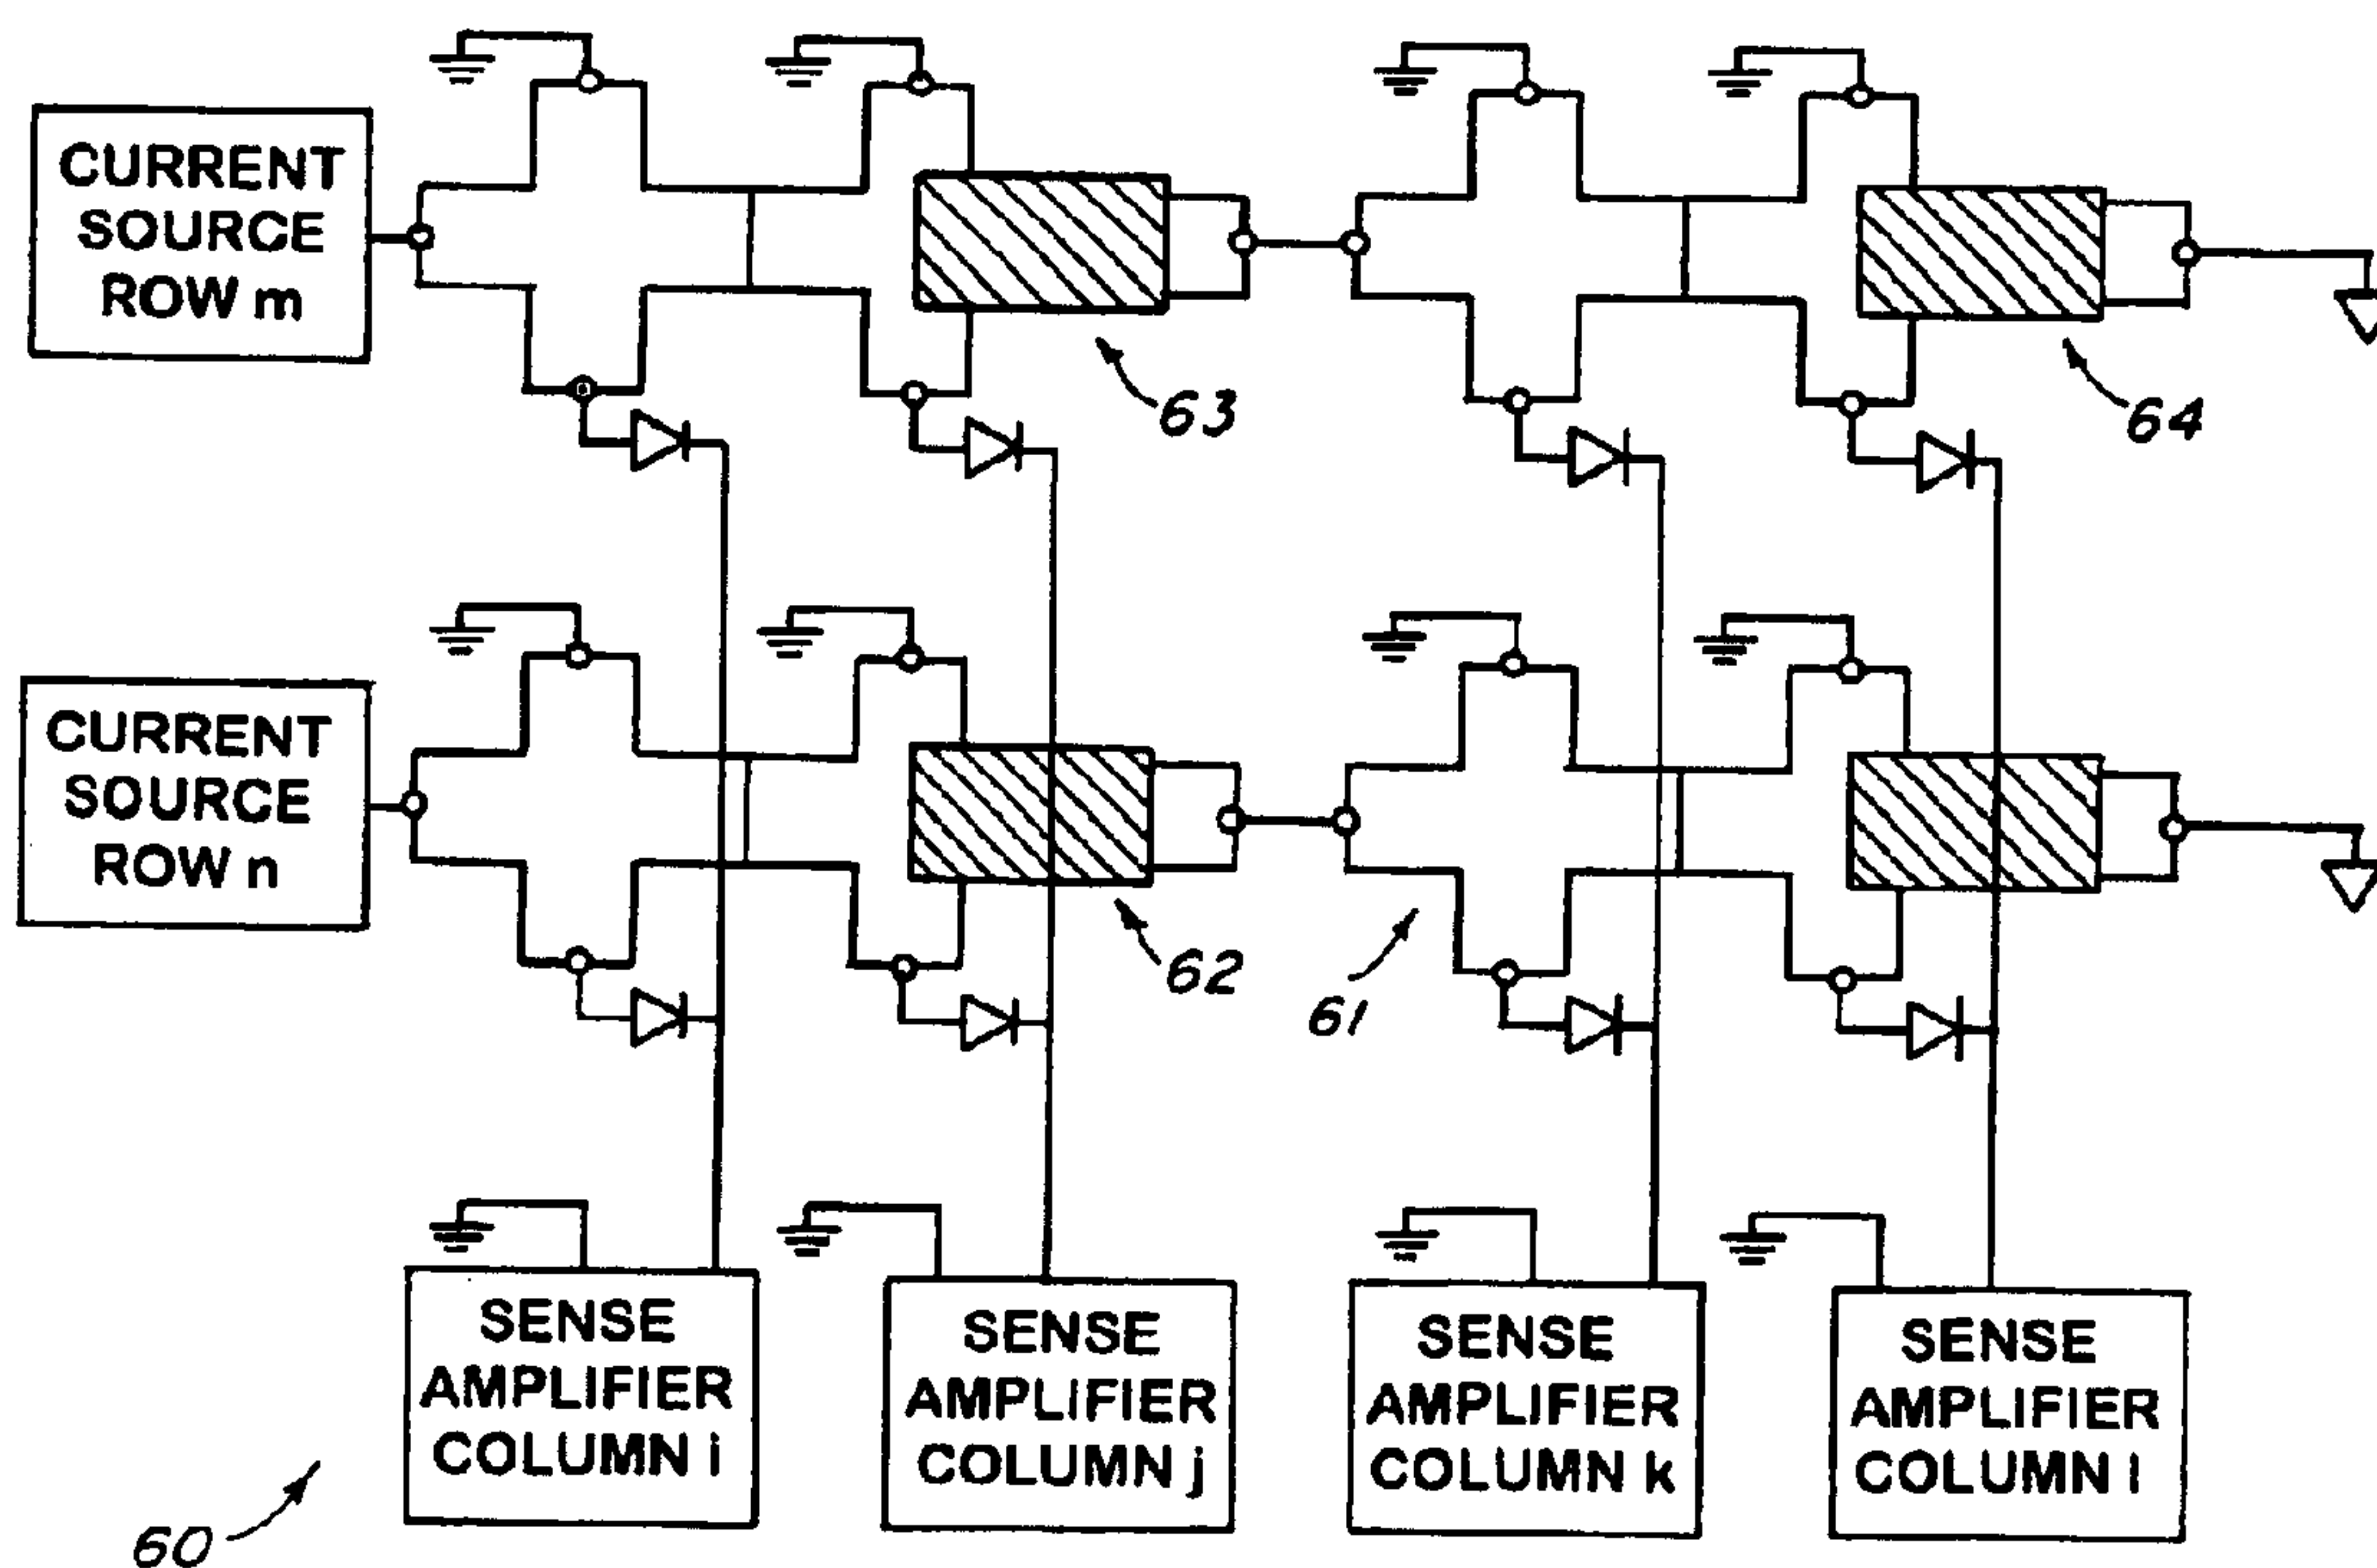 CURRENT
SOURCE
ROW m
63
64
CURRENT
SOURCE
ROW n
62
61
SENSE
AMPLIFIER
COLUMN i
SENSE
AMPLIFIER
COLUMN j
SENSE
AMPLIFIER
COLUMN k
SENSE
AMPLIFIER
COLUMN l
60